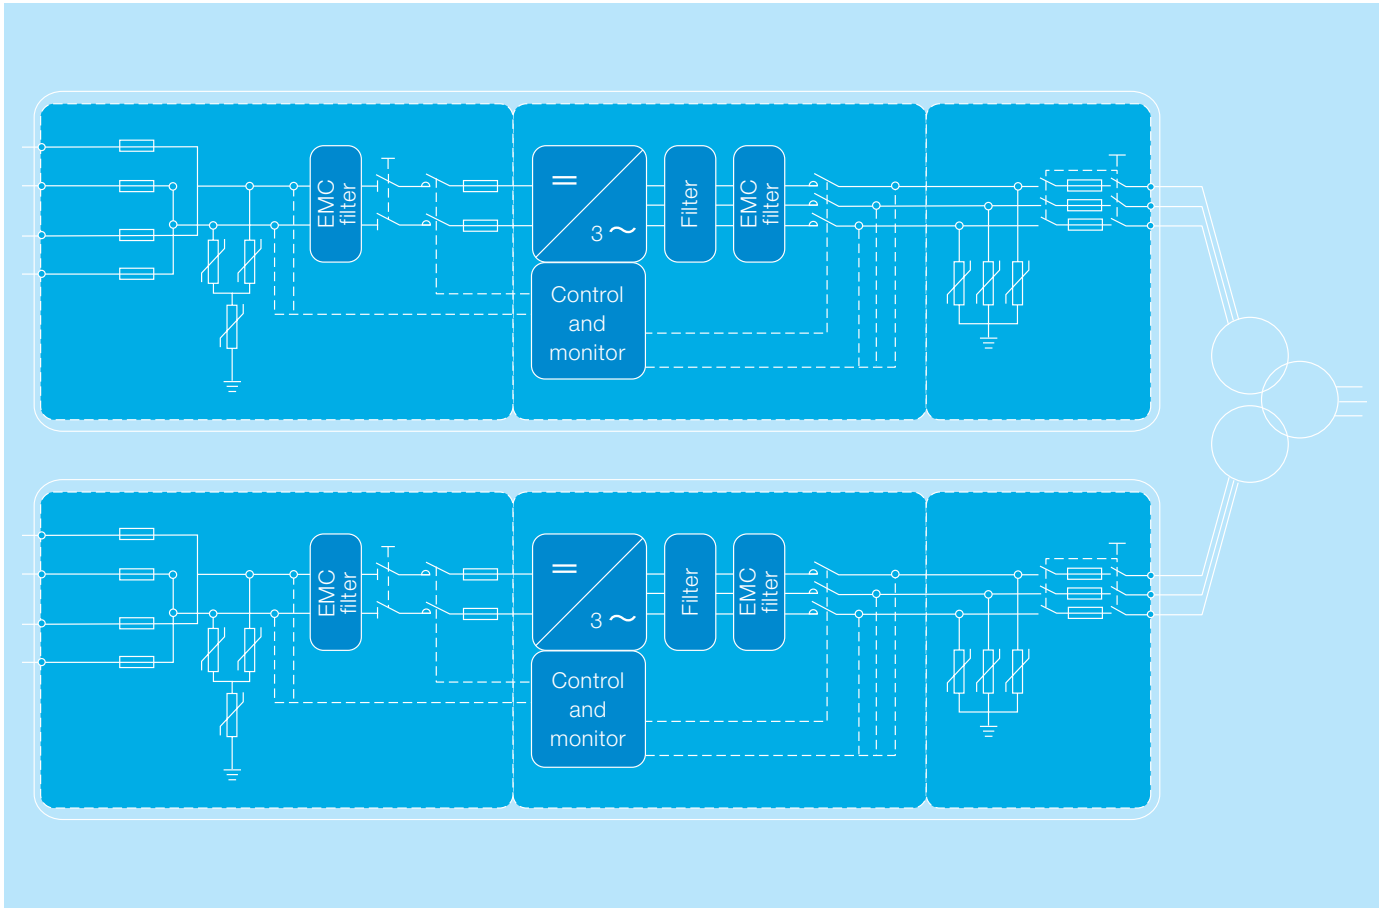 EMC
filter
3
Filter
EMC
filter
Control
and
monitor
EMC
filter
3
Filter
EMC
filter
Control
and
monitor